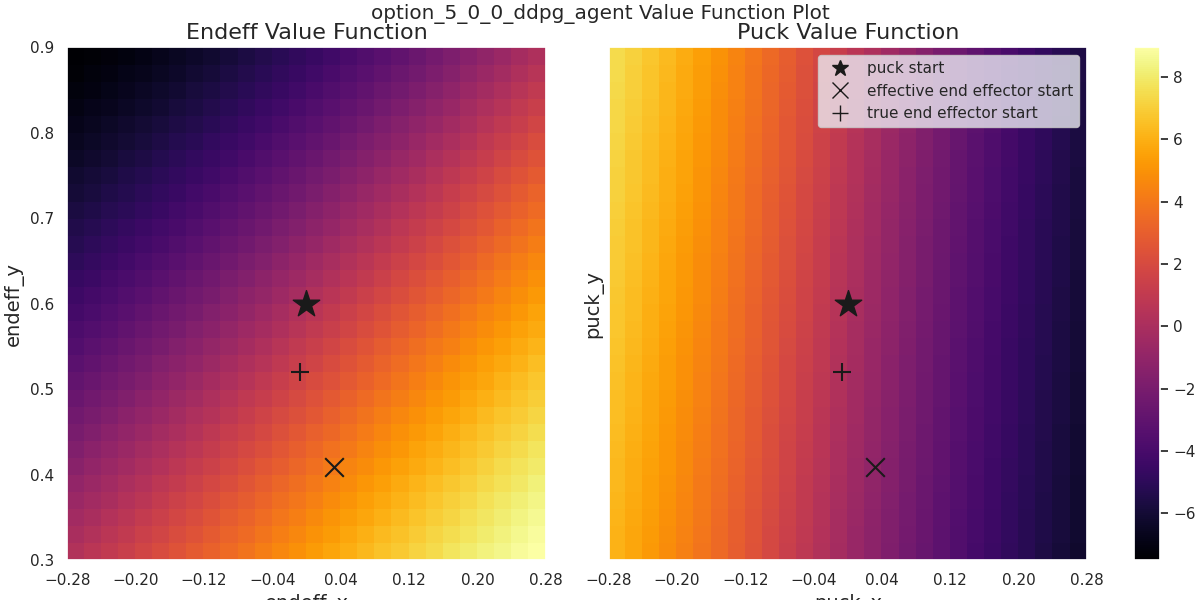 option_5_0_0_ddpg_agent Value Function Plot
Endeff Value Function
Puck Value Function
puck start
effective end effector start
true end effector start
0.9
0.8
0.7
0.6
0.5
0.4
0.3
endeff_y
−0.28 −0.20 −0.12 −0.04 0.04 0.12 0.20 0.28
endeff_x
puck_y
−0.28 −0.20 −0.12 −0.04 0.04 0.12 0.20 0.28
puck_x
8
6
4
2
0
−2
−4
−6